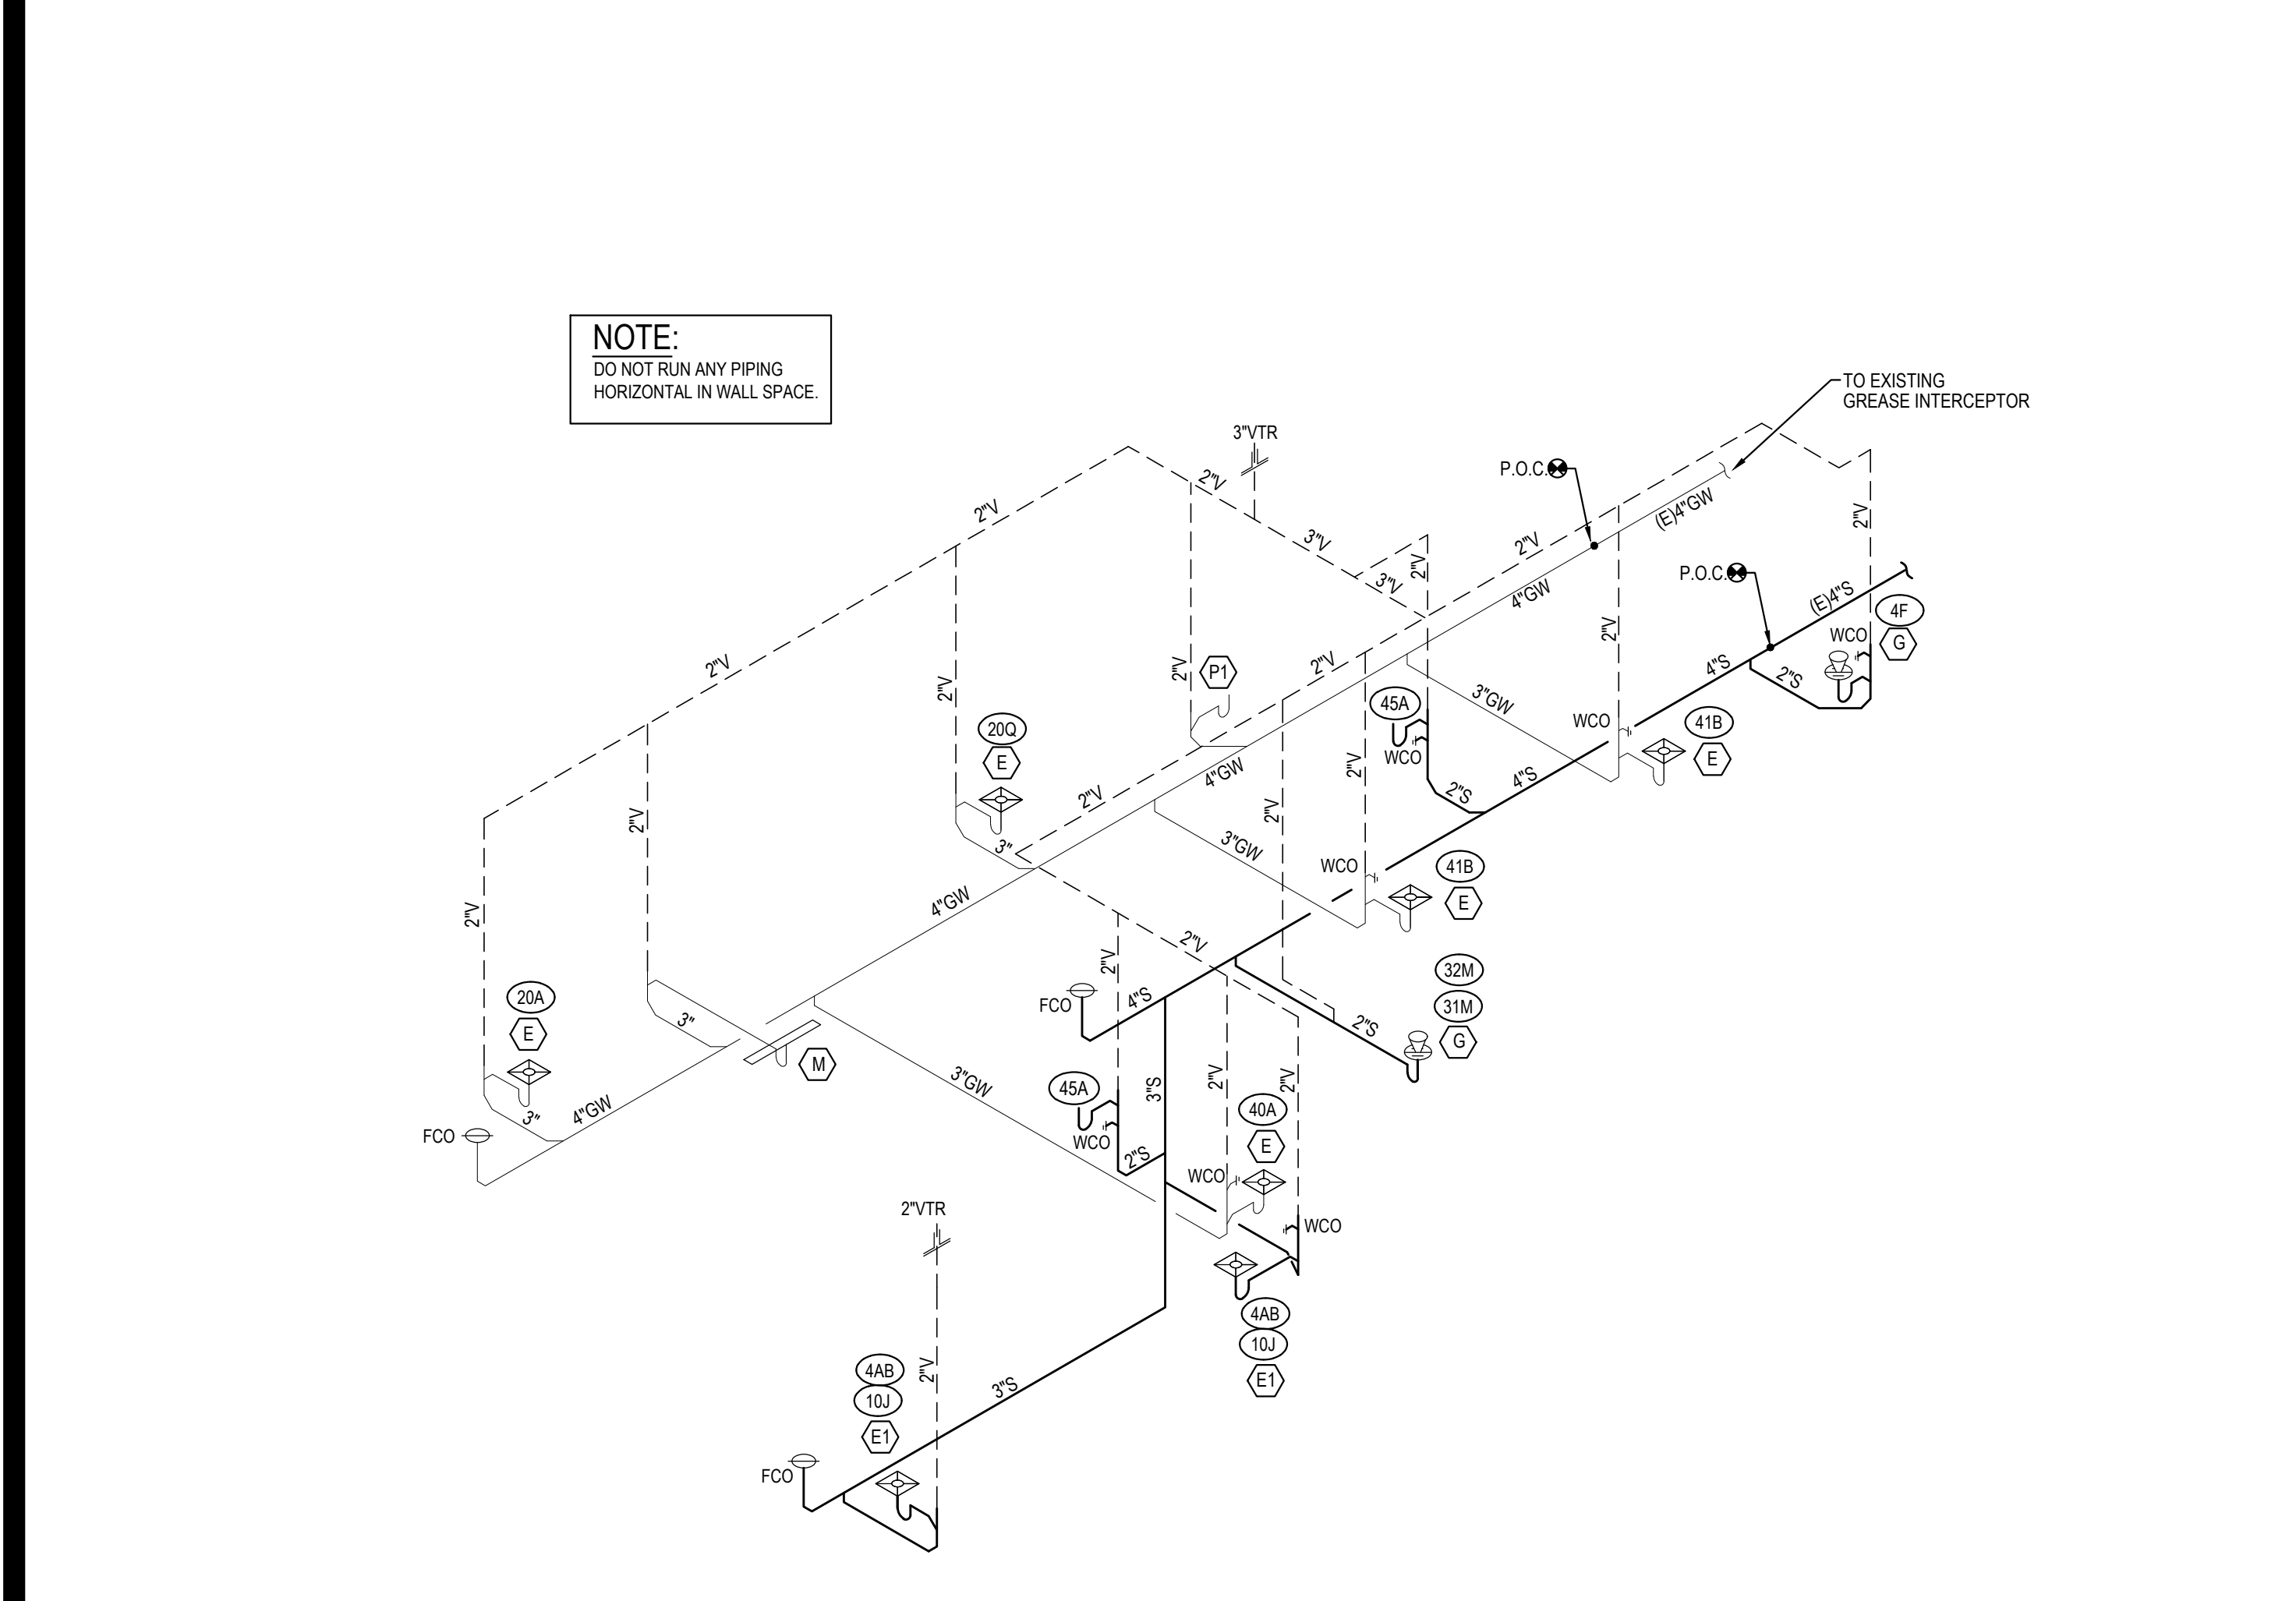 NOTE:
DO NOT RUN ANY PIPING
HORIZONTAL IN WALL SPACE.
TO EXISTING
GREASE INTERCEPTOR
3"VTR
P.O.C.
2"V
(E)4"GW
2"V
2"V
3"V
2"V
2"V
3"V
4"GW
P.O.C.
(E)4"S
4F
WCO
G
2"V
2"V
2"V
2"V
P1
4"S
2"S
2"V
3"GW
45A
WCO
41B
E
20Q
E
WCO
2"V
4"GW
2"V
4"S
2"S
2"V
2"V
2"V
3"
3"GW
WCO
41B
E
4"GW
2"V
2"V
2"V
32M
31M
G
20A
E
FCO
4"S
2"S
3"
M
3"GW
45A
3"S
2"V
2"V
3"
4"GW
FCO
WCO
2"S
40A
E
WCO
WCO
2"VTR
4AB
10J
E1
2"V
3"S
4AB
10J
E1
FCO